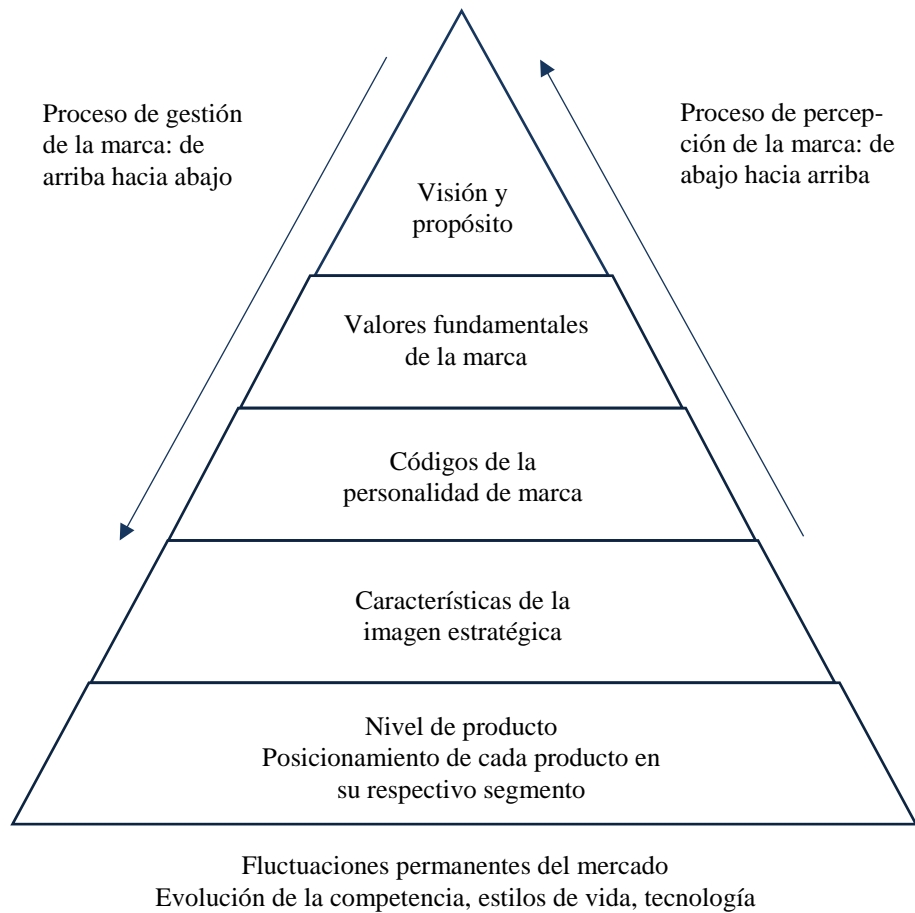 Proceso de gestión
de la marca: de
arriba hacia abajo
Proceso de percep-
ción de la marca: de
abajo hacia arriba
Visión y
propósito
Valores fundamentales
de la marca
Códigos de la
personalidad de marca
Características de la
imagen estratégica
Nivel de producto
Posicionamiento de cada producto en
su respectivo segmento
Fluctuaciones permanentes del mercado
Evolución de la competencia, estilos de vida, tecnología